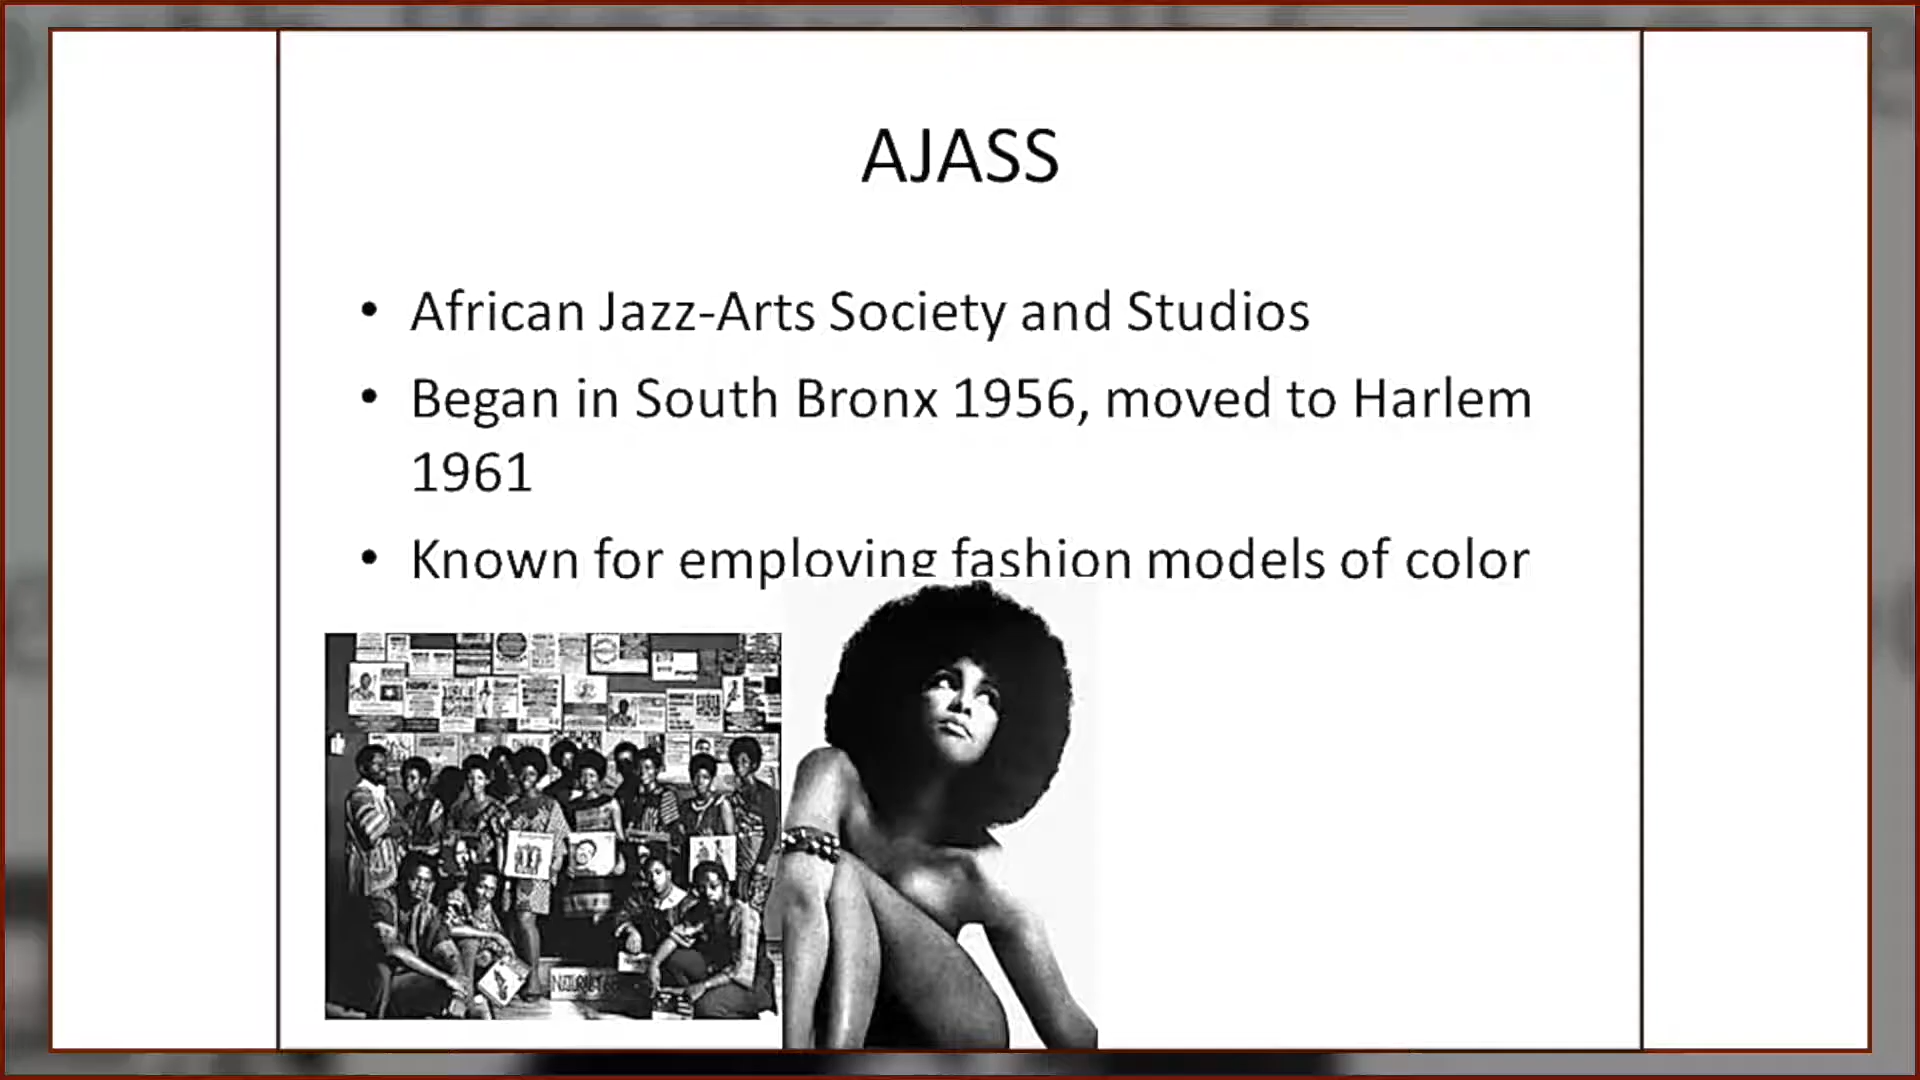 AJASS
• African Jazz-Arts Society and Studios
• Began in South Bronx 1956, moved to Harlem
1961
• Known for employing fashion models of color